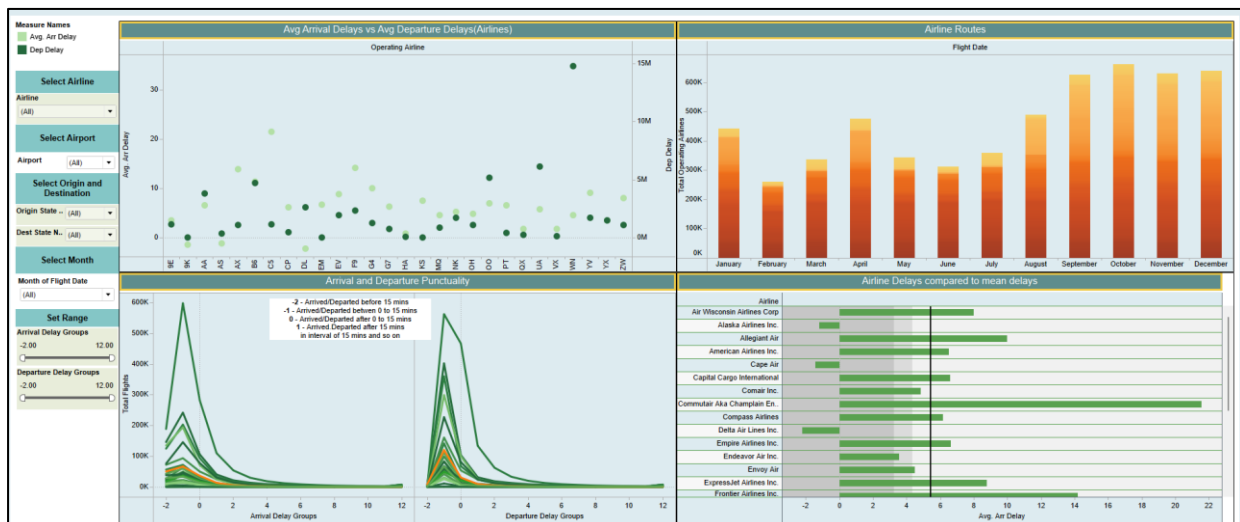 Measure Names
Avg. Arr Delay
Dep Delay
Select Airline
Airline
(All)
Select Airport
Airport
(All)
Select Origin and
Destination
Origin State ..
(All)
Dest State N..
(All)
Select Month
Month of Flight Date
(All)
Set Range
Arrival Delay Groups
-2.00 12.00
Departure Delay Groups
-2.00 12.00
Avg Arrival Delays vs Avg Departure Delays(Airlines)
Operating Airline
Avg. Arr Delay
30
20
10
0
Dep Delay
15M
10M
5M
0M
9E 9K AA AS AX B6 C5 CP DL EM EV F9 G4 G7 HA KS MQ NK OH OO PT QX UA VX WN YV YX ZW
Airline Routes
Flight Date
Total Operating Airlines
600K
500K
400K
300K
200K
100K
0K
January February March April May June July August September October November December
Arrival and Departure Punctuality
-2 - Arrived/Departed before 15 mins
-1 - Arrived/Departed betwen 0 to 15 mins
0 - Arrived/Departed after 0 to 15 mins
1 - Arrived.Departed after 15 mins
in interval of 15 mins and so on
Total Flights
600K
500K
400K
300K
200K
100K
0K
-2 0 2 4 6 8 10 12
Arrival Delay Groups
-2 0 2 4 6 8 10 12
Departure Delay Groups
Airline Delays compared to mean delays
Airline
Air Wisconsin Airlines Corp
Alaska Airlines Inc.
Allegiant Air
American Airlines Inc.
Cape Air
Capital Cargo International
Comair Inc.
Commutair Aka Champlain En..
Compass Airlines
Delta Air Lines Inc.
Empire Airlines Inc.
Endeavor Air Inc.
Envoy Air
ExpressJet Airlines Inc.
Frontier Airlines Inc.
-2 0 2 4 6 8 10 12 14 16 18 20 22
Avg. Arr Delay